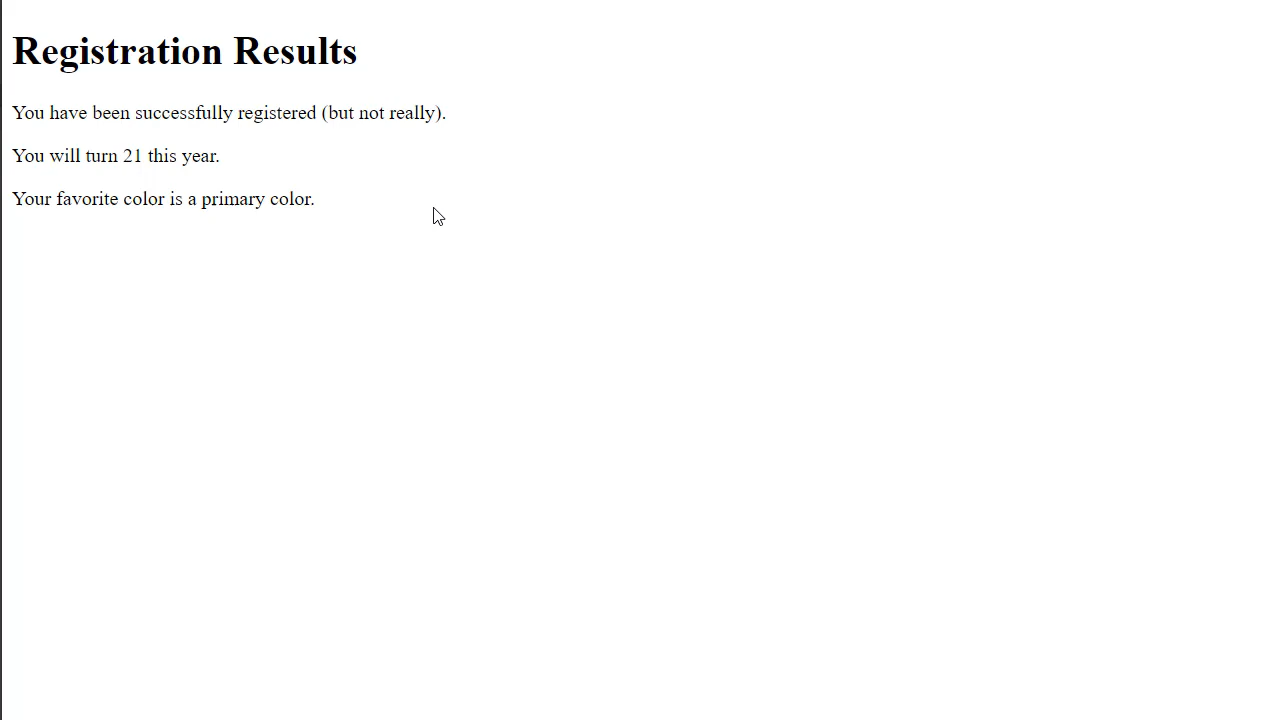 Registration Results
You have been successfully registered (but not really).
You will turn 21 this year.
Your favorite color is a primary color.